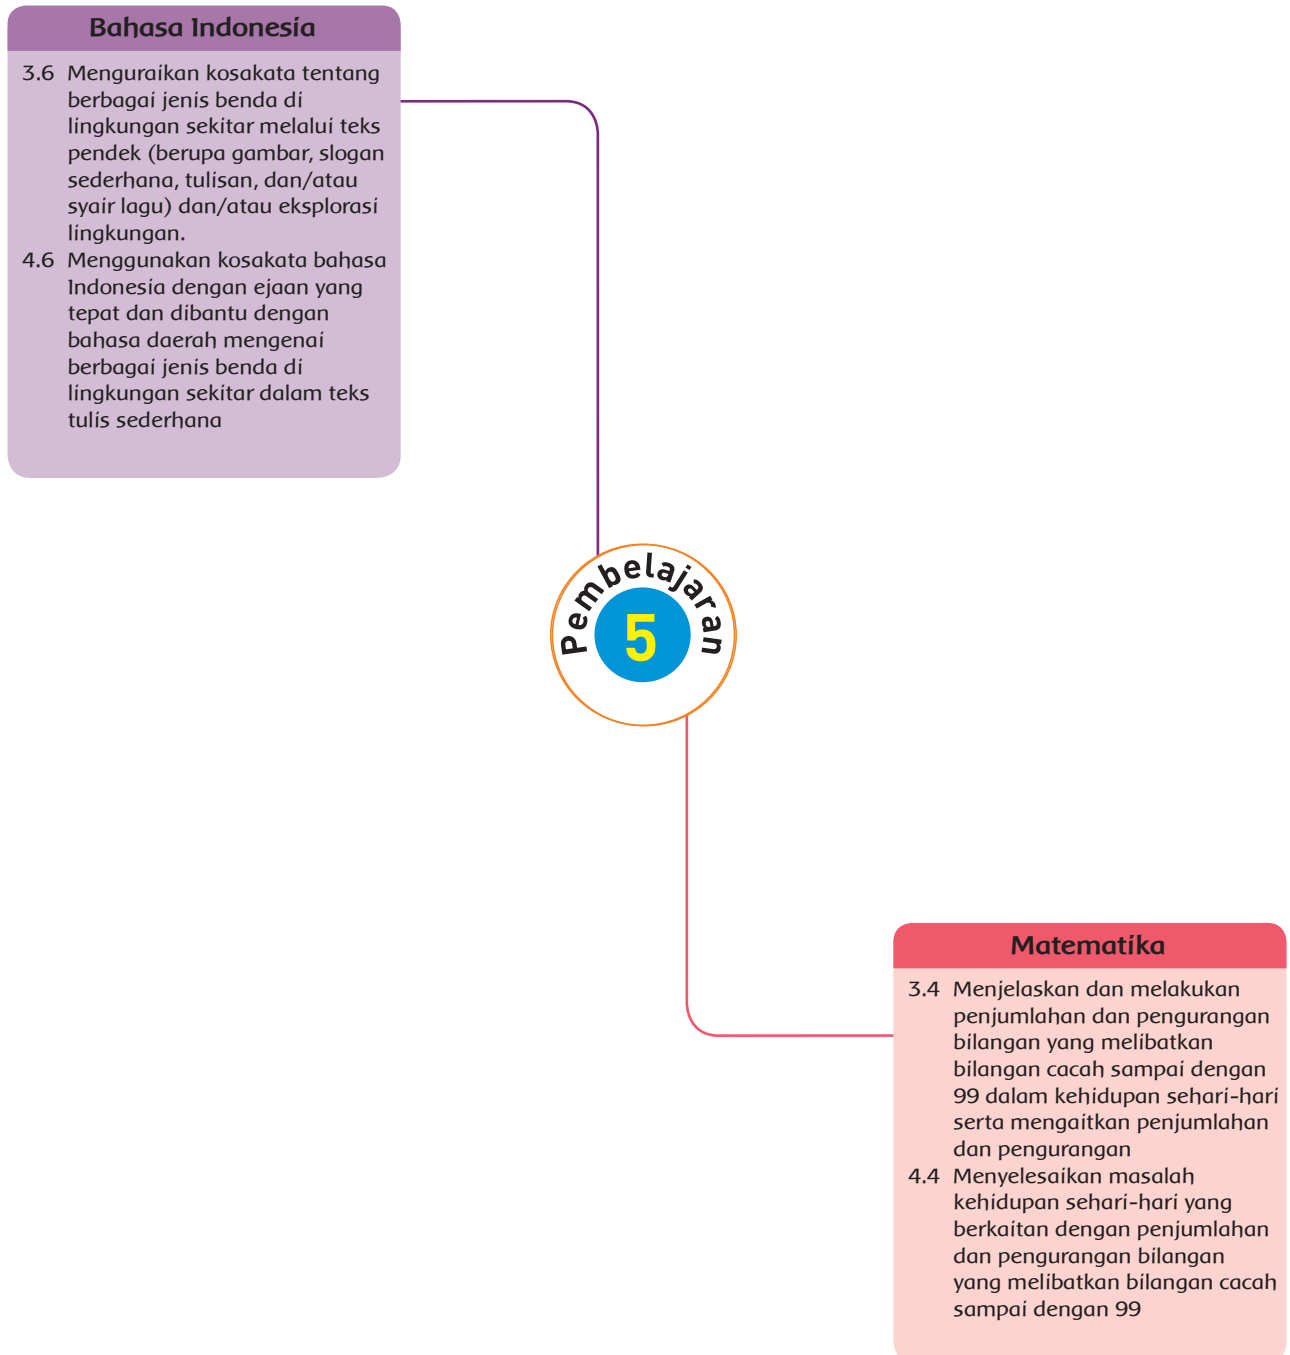 Bahasa Indonesia
3.6 Menguraikan kosakata tentang
berbagai jenis benda di
lingkungan sekitar melalui teks
pendek (berupa gambar, slogan
sederhana, tulisan, dan/atau
syair lagu) dan/atau eksplorasi
lingkungan.
4.6 Menggunakan kosakata bahasa
Indonesia dengan ejaan yang
tepat dan dibantu dengan
bahasa daerah mengenai
berbagai jenis benda di
lingkungan sekitar dalam teks
tulis sederhana
Pembelajaran
5
Matematika
3.4 Menjelaskan dan melakukan
penjumlahan dan pengurangan
bilangan yang melibatkan
bilangan cacah sampai dengan
99 dalam kehidupan sehari-hari
serta mengaitkan penjumlahan
dan pengurangan
4.4 Menyelesaikan masalah
kehidupan sehari-hari yang
berkaitan dengan penjumlahan
dan pengurangan bilangan
yang melibatkan bilangan cacah
sampai dengan 99